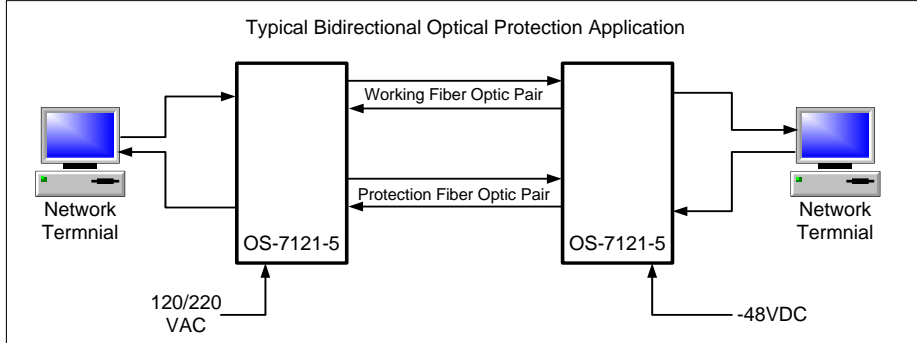 Typical Bidirectional Optical Protection Application
Working Fiber Optic Pair
Protection Fiber Optic Pair
Network
Termnial
OS-7121-5
OS-7121-5
Network
Termnial
120/220
VAC
-48VDC